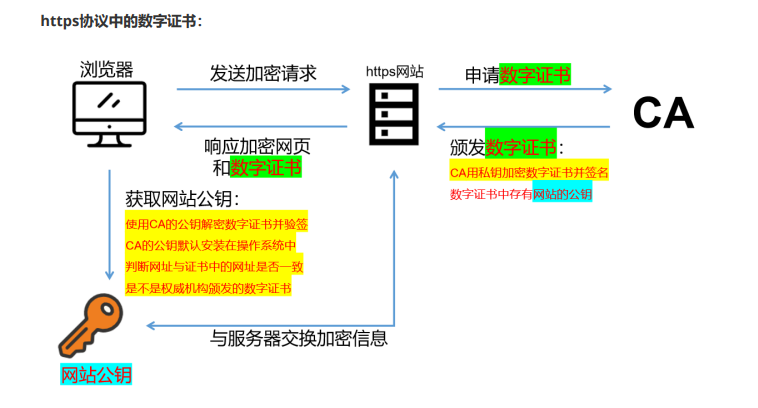 https协议中的数字证书：
浏览器
发送加密请求
https网站
申请数字证书
CA
响应加密网页
和数字证书
颁发数字证书：
CA用私钥加密数字证书并签名
数字证书中存有网站的公钥
获取网站公钥：
使用CA的公钥解密数字证书并验签
CA的公钥默认安装在操作系统中
判断网址与证书中的网址是否一致
是不是权威机构颁发的数字证书
与服务器交换加密信息
网站公钥